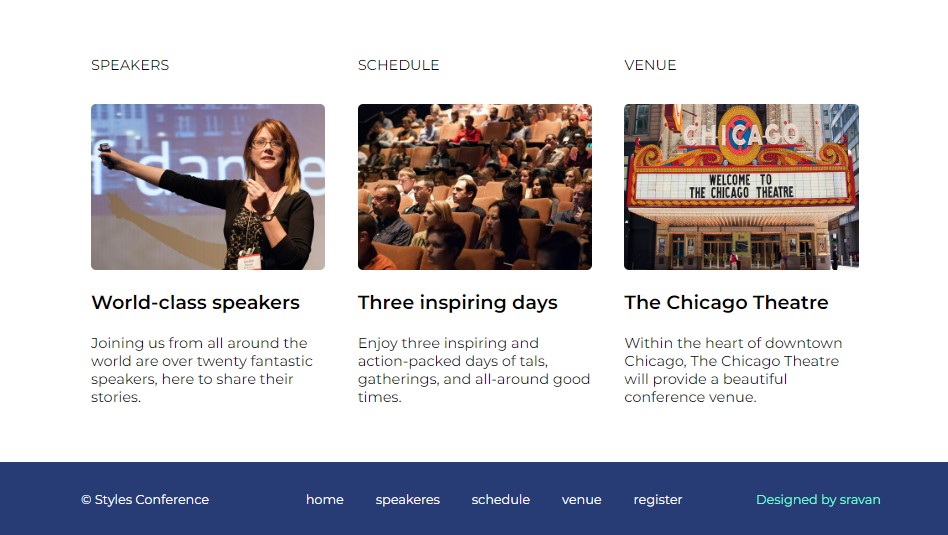 SPEAKERS
SCHEDULE
VENUE
f dance
CHICAGO
WELCOME TO
THE CHICAGO THEATRE
World-class speakers
Joining us from all around the
world are over twenty fantastic
speakers, here to share their
stories.
Three inspiring days
Enjoy three inspiring and
action-packed days of tals,
gatherings, and all-around good
times.
The Chicago Theatre
Within the heart of downtown
Chicago, The Chicago Theatre
will provide a beautiful
conference venue.
© Styles Conference
home
speakeres
schedule
venue
register
Designed by sravan